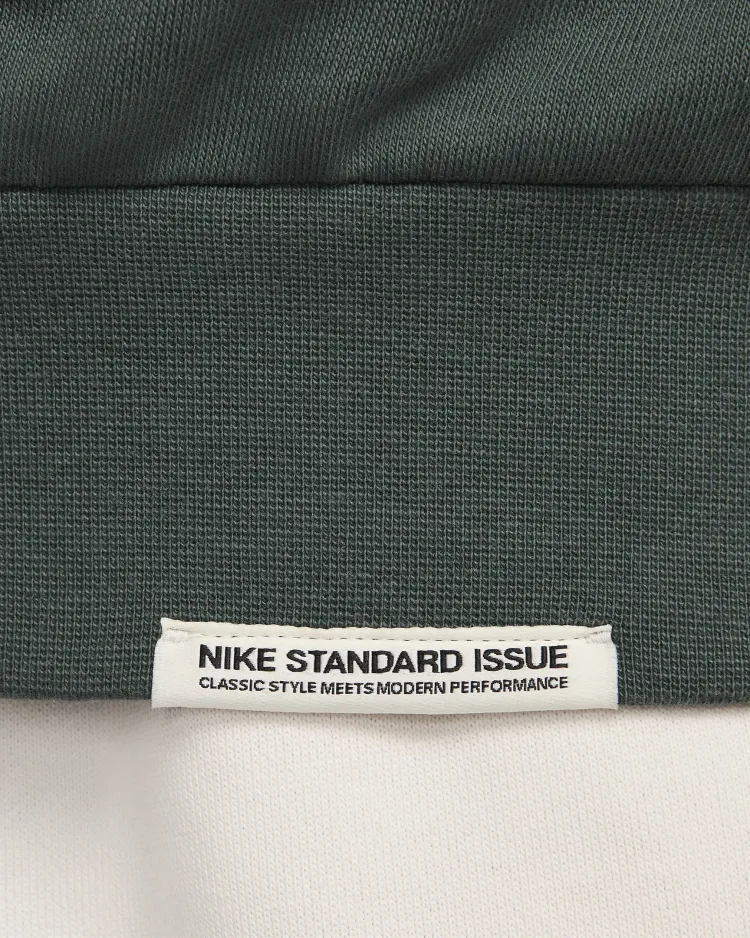 NIKE STANDARD ISSUE
CLASSIC STYLE MEETS MODERN PERFORMANCE